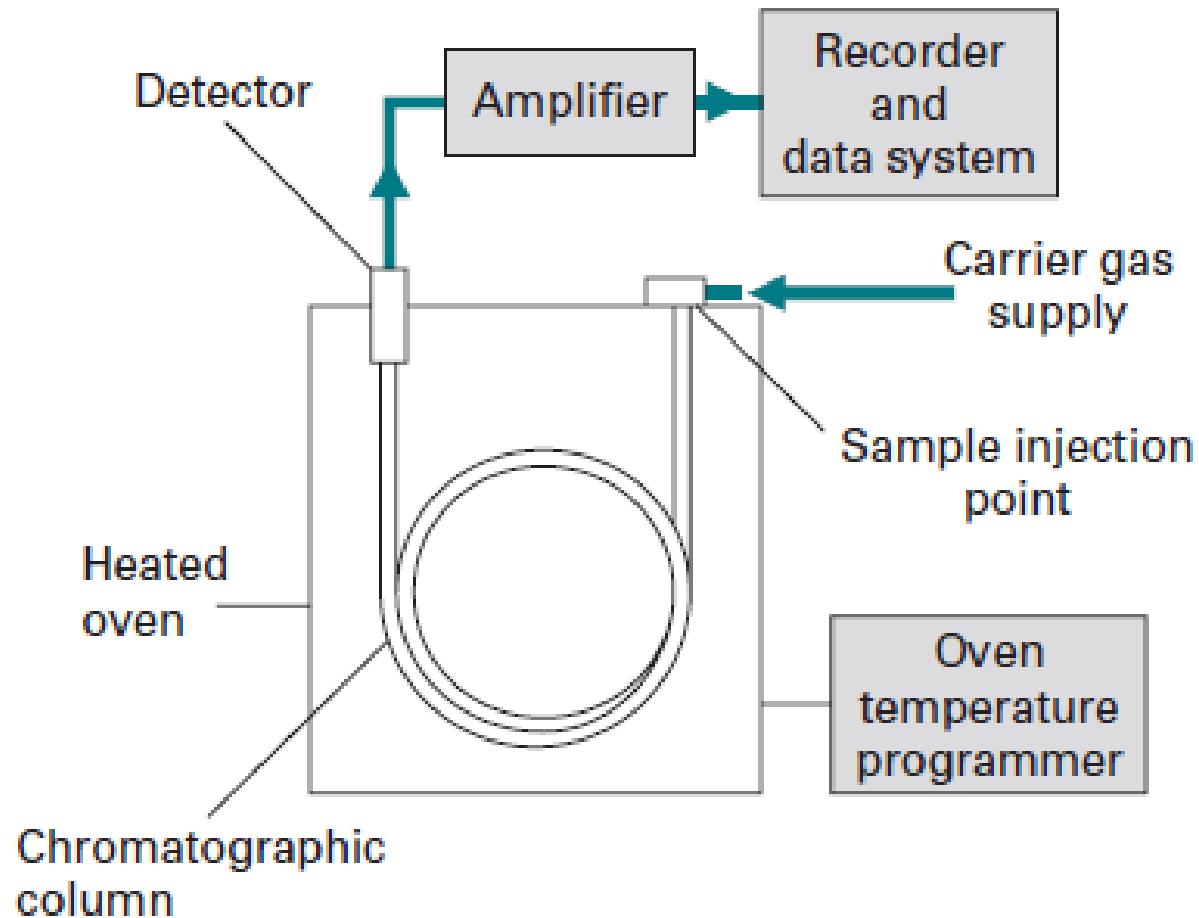 Recorder
and
data system
Amplifier
Detector
Carrier gas
supply
Sample injection
point
Heated
oven
Oven
temperature
programmer
Chromatographic
column